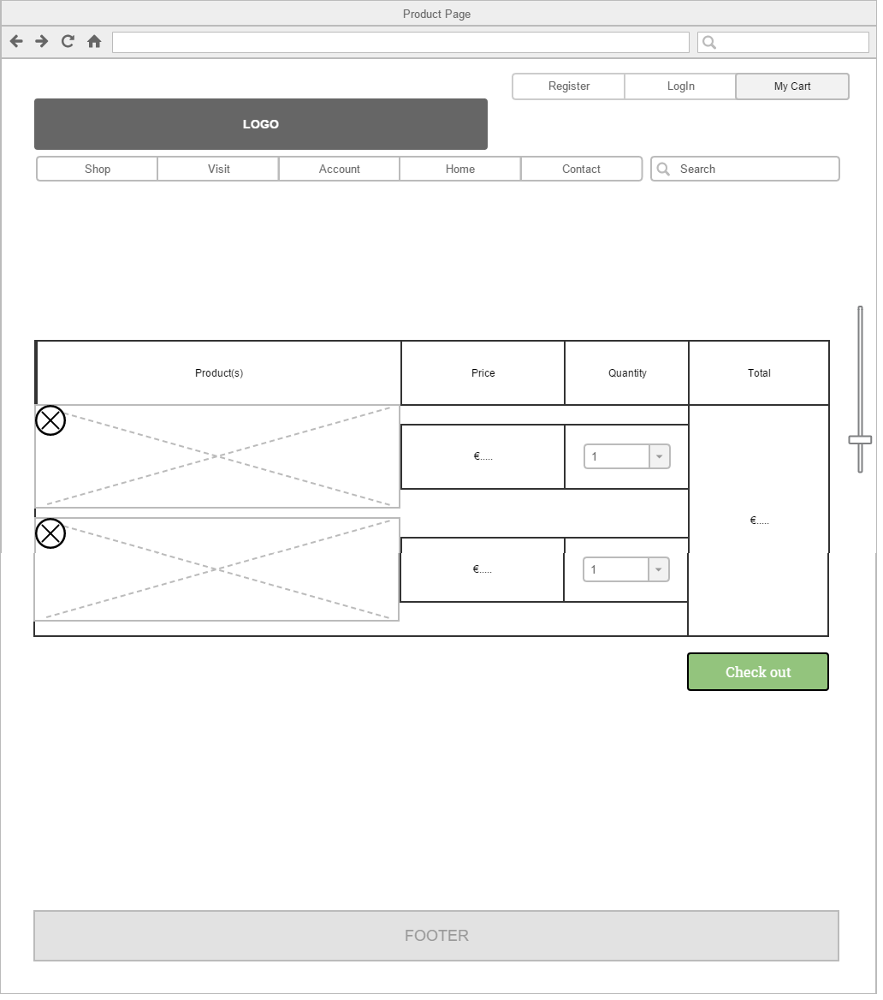 Product Page
Register LogIn My Cart
LOGO
Shop Visit Account Home Contact Search
Product(s) Price Quantity Total
€..... 1
€.....
€..... 1
Check out
FOOTER